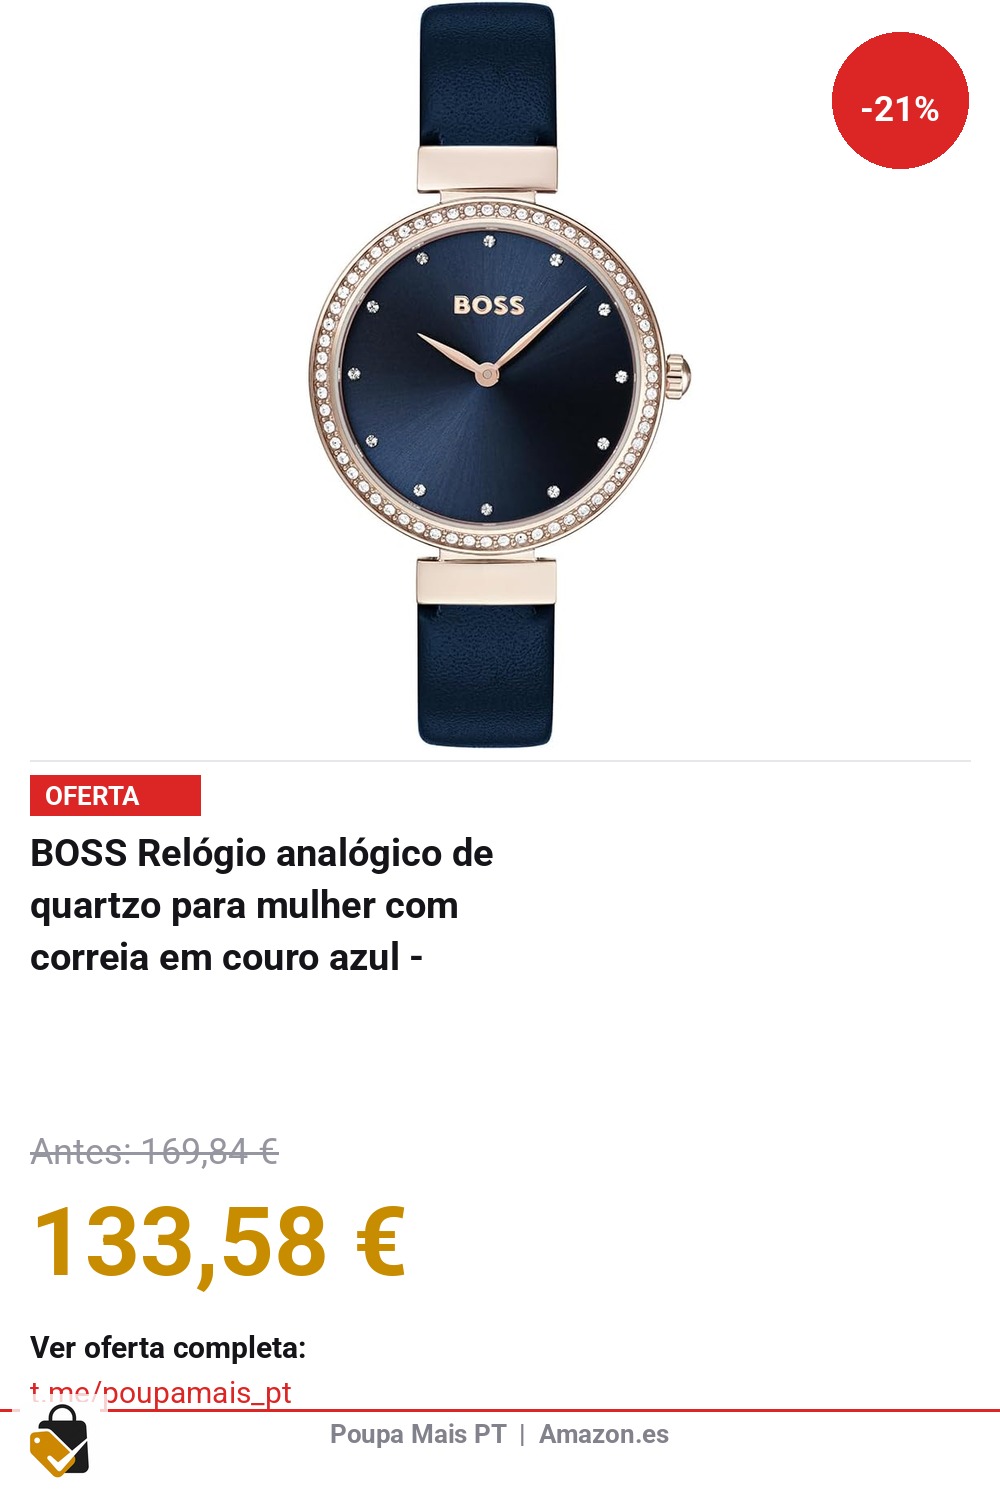 -21%
BOSS
OFERTA
BOSS Relógio analógico de
quartzo para mulher com
correia em couro azul -
Antes: 169,84 €
133,58 €
Ver oferta completa:
t.me/poupamais_pt
Poupa Mais PT | Amazon.es